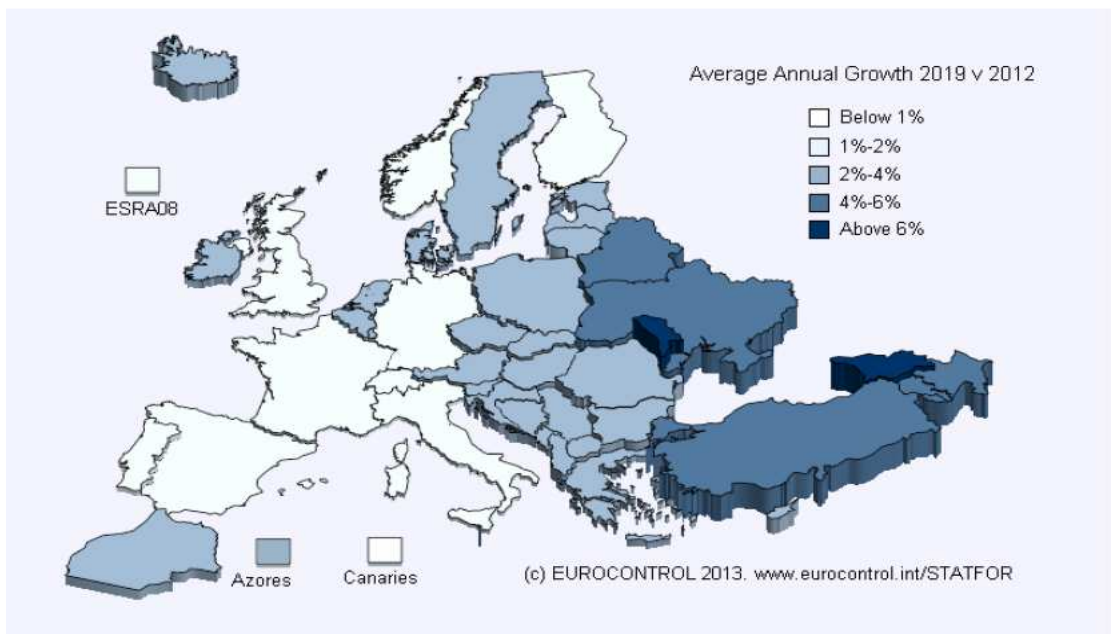 Average Annual Growth 2019 v 2012
Below 1%
1%-2%
2%-4%
4%-6%
Above 6%
ESRA08
Azores
Canaries
(c) EUROCONTROL 2013. www.eurocontrol.int/STATFOR